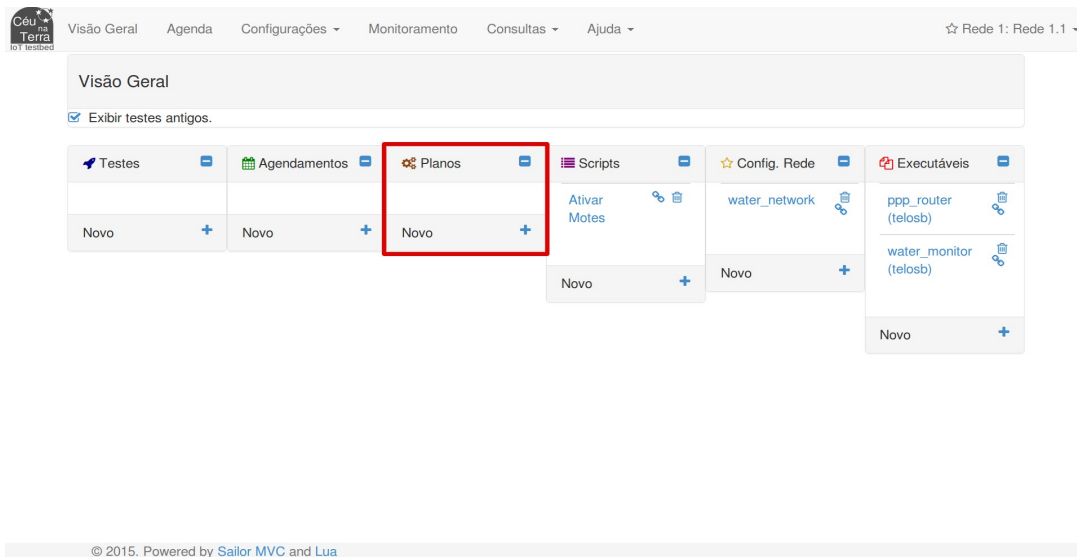 Céu
na
Terra
IoT testbed
Visão Geral Agenda Configurações Monitoramento Consultas Ajuda Rede 1: Rede 1.1
Visão Geral
Exibir testes antigos.
Testes
Novo
Agendamentos
Novo
Planos
Novo
Scripts
Ativar
Motes
Novo
Config. Rede
water_network
Novo
Executáveis
ppp_router
(telosb)
water_monitor
(telosb)
Novo
© 2015. Powered by Sailor MVC and Lua